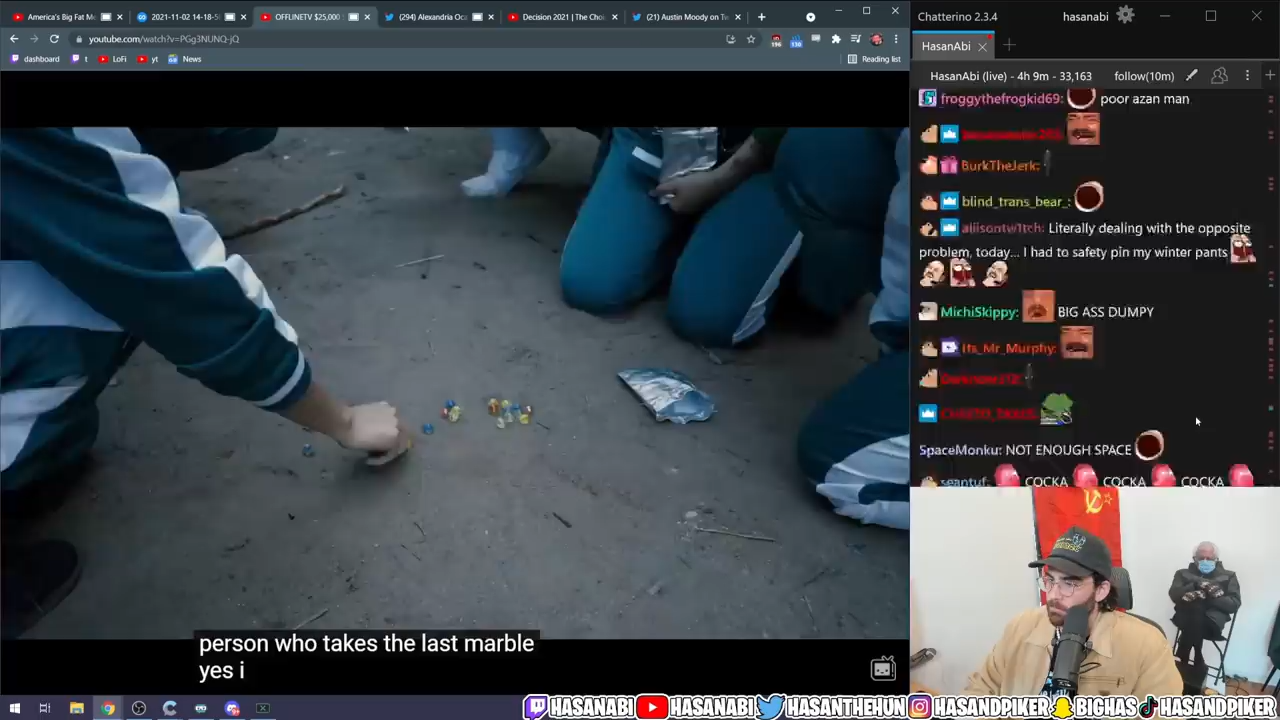 America's Big Fat M
2021-11-02 14-18-5
OFFLINETV $25,000
(294) Alexandria Oca
Decision 2021 | The Cho
(21) Austin Moody on Tw
youtube.com/watch?v=PGg3NUNQ-jQ
dashboard
t
LoFi
yt
News
Reading list
person who takes the last marble
yes i
Chatterino 2.3.4
hasanabi
HasanAbi
HasanAbi (live) - 4h 9m - 33,163
follow(10m)
froggythefrogkid69: poor azan man
BurkTheJerk:
blind_trans_bear_:
allisontw1tch: Literally dealing with the opposite
problem, today... I had to safety pin my winter pants
MichiSkippy: BIG ASS DUMPY
Its_Mr_Murphy:
SpaceMonku: NOT ENOUGH SPACE
seantuf: COCKA COCKA COCKA
HASANABI HASANABI HASANTHEHUN HASANDPIKER BIGHAS HASANDPIKER